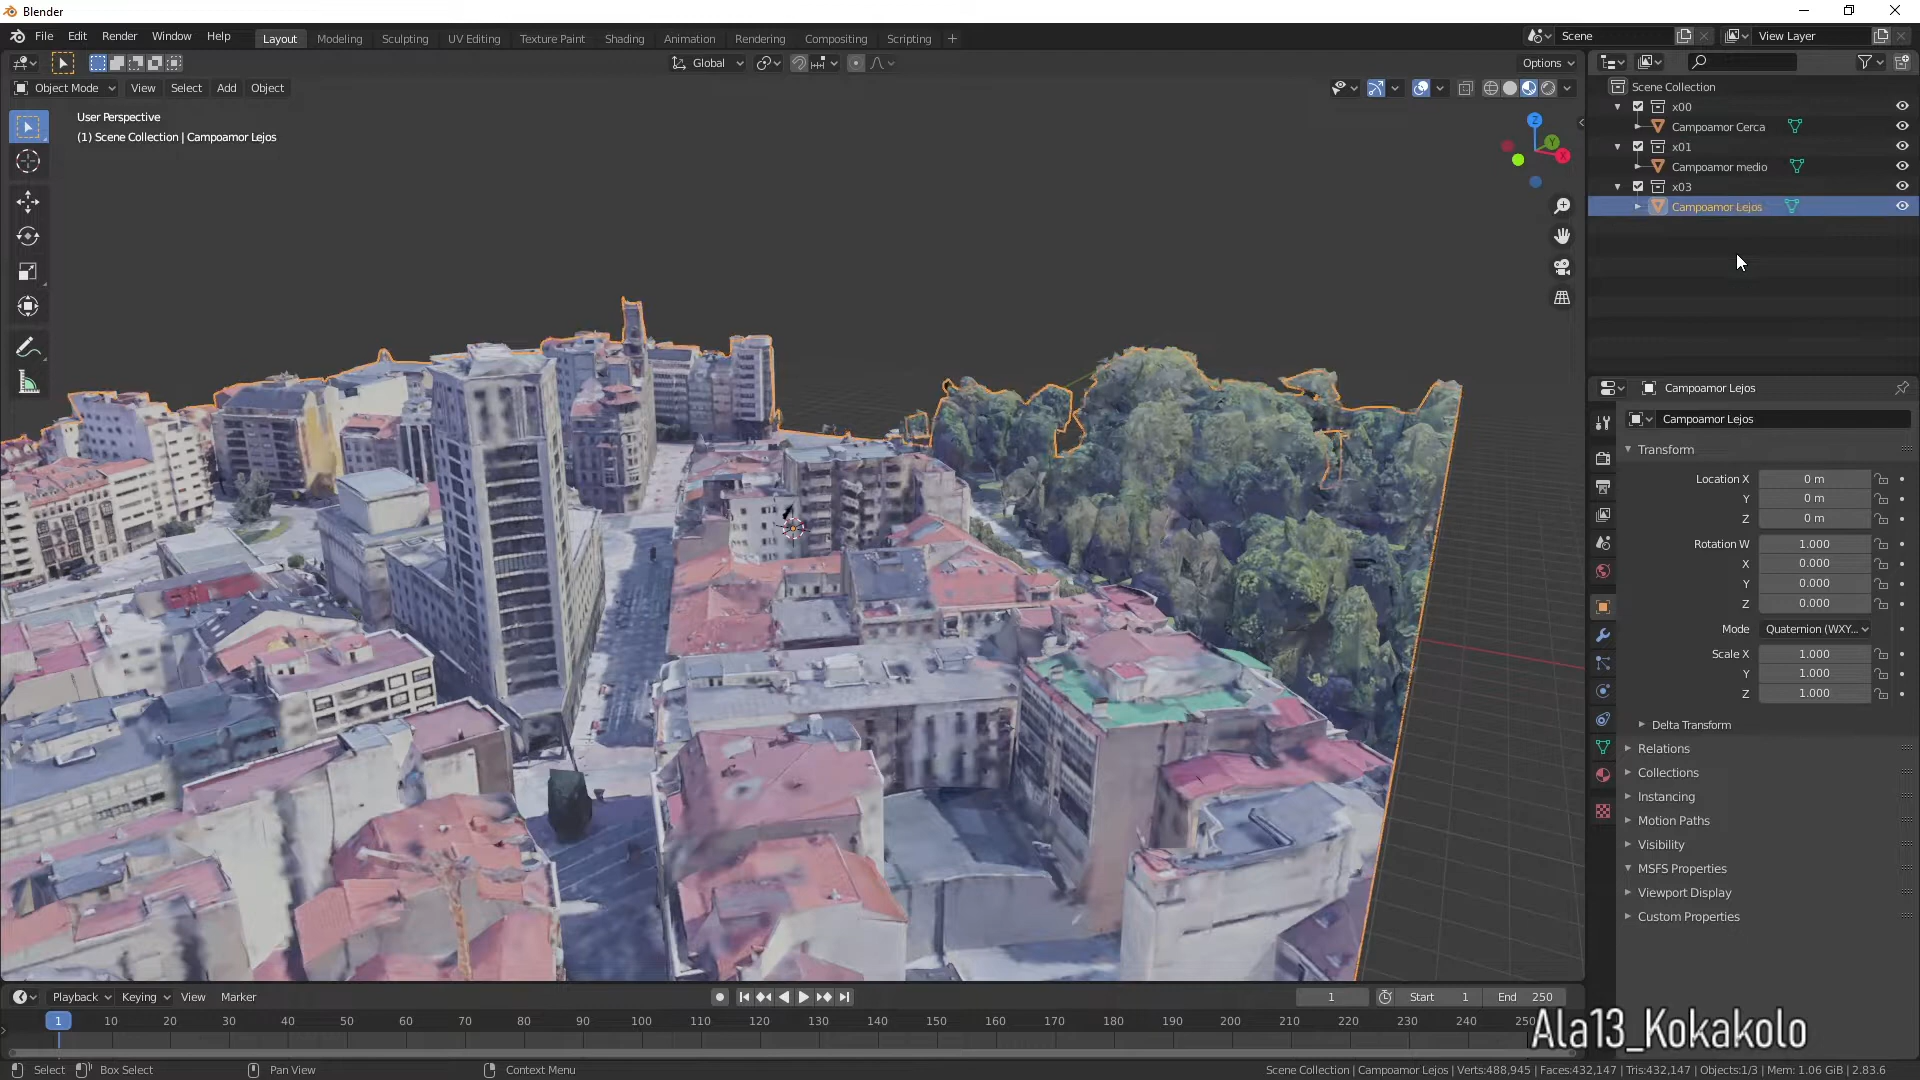 Blender
File Edit Render Window Help
Layout Modeling Sculpting UV Editing Texture Paint Shading Animation Rendering Compositing Scripting +
Scene View Layer
Global Options
Object Mode View Select Add Object
User Perspective
(1) Scene Collection | Campoamor Lejos
Z
Y
X
Scene Collection
x00
Campoamor Cerca
x01
Campoamor medio
x03
Campoamor Lejos
Campoamor Lejos
Campoamor Lejos
Transform
Location X 0 m
Y 0 m
Z 0 m
Rotation W 1.000
X 0.000
Y 0.000
Z 0.000
Mode Quaternion (WXY...
Scale X 1.000
Y 1.000
Z 1.000
Delta Transform
Relations
Collections
Instancing
Motion Paths
Visibility
MSFS Properties
Viewport Display
Custom Properties
Playback Keying View Marker 1 Start 1 End 250
1 10 20 30 40 50 60 70 80 90 100 110 120 130 140 150 160 170 180 190 200 210 220 230 240 250
Ala13_Kokakolo
Select Box Select Pan View Context Menu Scene Collection | Campoamor Lejos | Verts:488,945 | Faces:432,147 | Tris:432,147 | Objects:1/3 | Mem: 1.06 GiB | 2.83.6